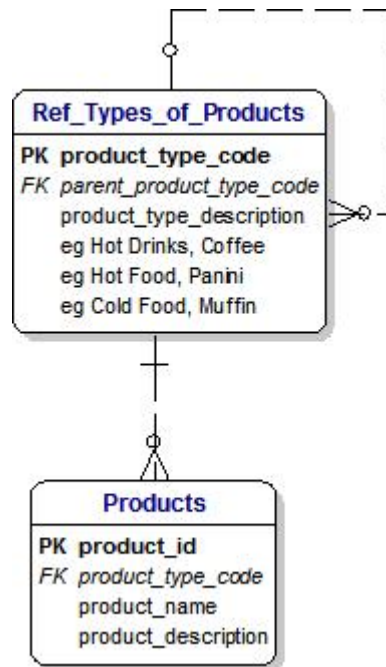 Ref_Types_of_Products
PK product_type_code
FK parent_product_type_code
product_type_description
eg Hot Drinks, Coffee
eg Hot Food, Panini
eg Cold Food, Muffin
Products
PK product_id
FK product_type_code
product_name
product_description